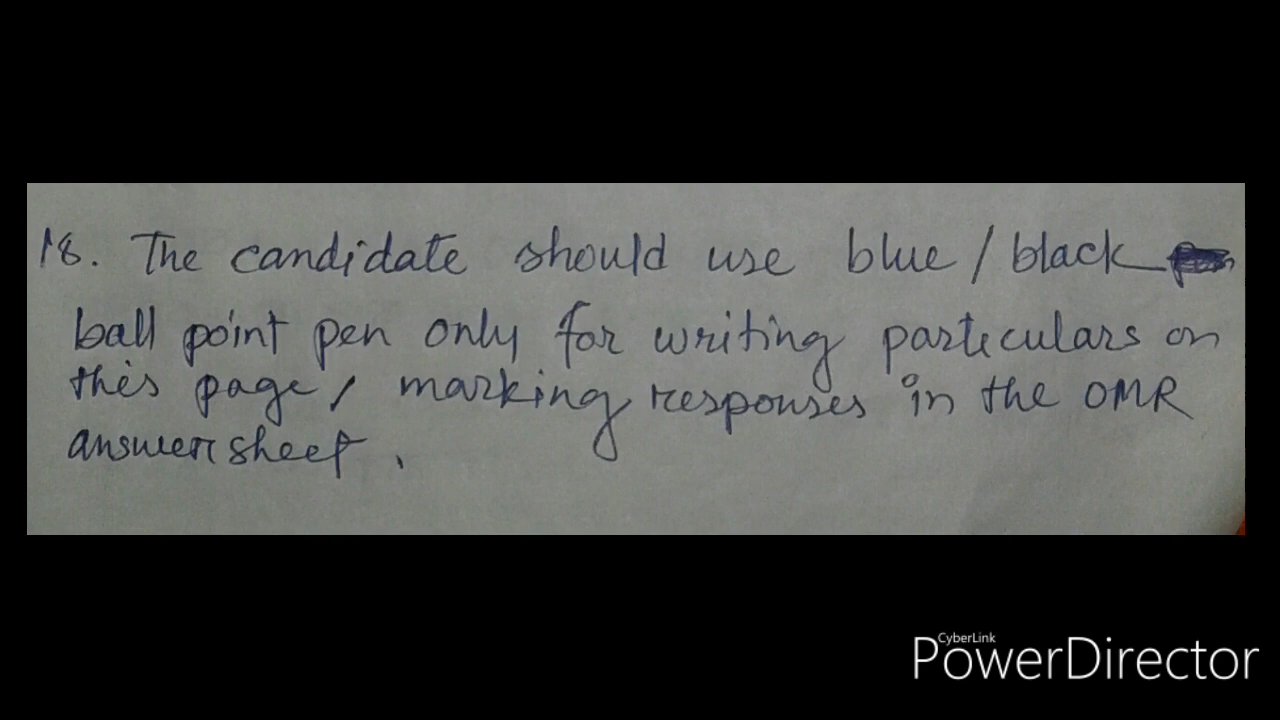 18. The candidate should use blue / black
ball point pen only for writing particulars on
this page / marking responses in the OMR
answer sheet.
CyberLink
PowerDirector